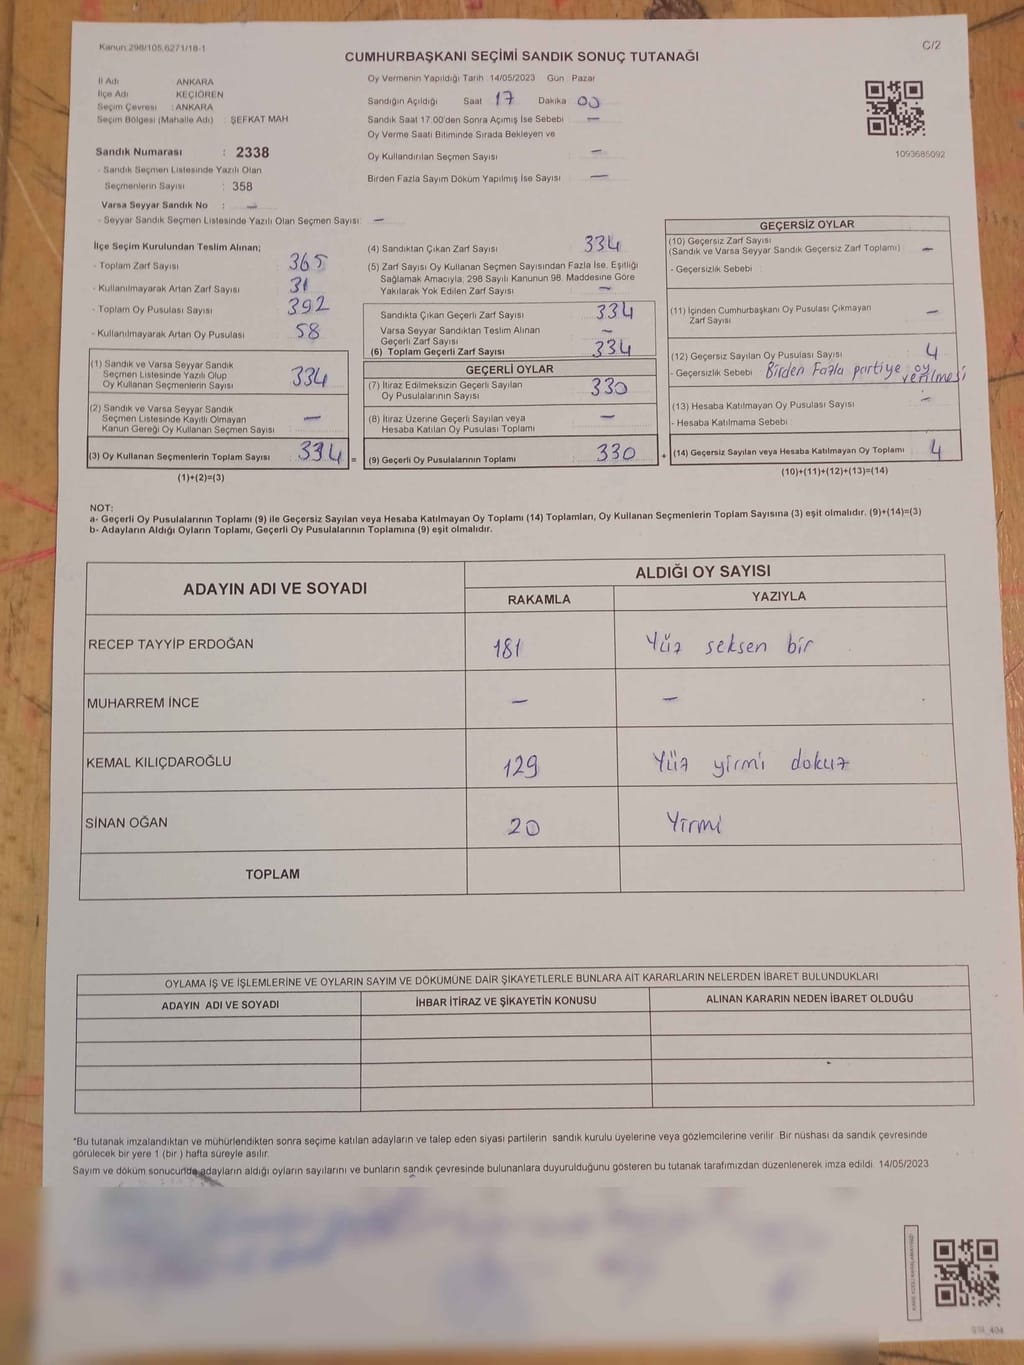 Kanun 298/105,6271/18-1
C/2
CUMHURBAŞKANI SEÇİMİ SANDIK SONUÇ TUTANAĞI
İl Adı : ANKARA
İlçe Adı : KEÇİÖREN
Seçim Çevresi : ANKARA
Seçim Bölgesi (Mahalle Adı) : ŞEFKAT MAH
Sandık Numarası : 2338
- Sandık Seçmen Listesinde Yazılı Olan
Seçmenlerin Sayısı : 358
Varsa Seyyar Sandık No : —
- Seyyar Sandık Seçmen Listesinde Yazılı Olan Seçmen Sayısı: —
Oy Vermenin Yapıldığı Tarih 14/05/2023 Gün Pazar
Sandığın Açıldığı Saat 17 Dakika 00
Sandık Saat 17.00'den Sonra Açımış İse Sebebi —
Oy Verme Saati Bitiminde Sırada Bekleyen ve
Oy Kullandırılan Seçmen Sayısı : —
Birden Fazla Sayım Döküm Yapılmış İse Sayısı : —
1093685092
İlçe Seçim Kurulundan Teslim Alınan;
- Toplam Zarf Sayısı : 365
- Kullanılmayarak Artan Zarf Sayısı : 31
- Toplam Oy Pusulası Sayısı : 392
- Kullanılmayarak Artan Oy Pusulası : 58
(1) Sandık ve Varsa Seyyar Sandık
Seçmen Listesinde Yazılı Olup
Oy Kullanan Seçmenlerin Sayısı : 334
(2) Sandık ve Varsa Seyyar Sandık
Seçmen Listesinde Kayıtlı Olmayan
Kanun Gereği Oy Kullanan Seçmen Sayısı : —
(3) Oy Kullanan Seçmenlerin Toplam Sayısı : 334 =
(1)+(2)=(3)
(4) Sandıktan Çıkan Zarf Sayısı : 334
(5) Zarf Sayısı Oy Kullanan Seçmen Sayısından Fazla İse, Eşitliği
Sağlamak Amacıyla; 298 Sayılı Kanunun 98. Maddesine Göre
Yakılarak Yok Edilen Zarf Sayısı : —
Sandıkta Çıkan Geçerli Zarf Sayısı : 334
Varsa Seyyar Sandıktan Teslim Alınan
Geçerli Zarf Sayısı : —
(6) Toplam Geçerli Zarf Sayısı : 334
GEÇERLİ OYLAR
(7) İtiraz Edilmeksizin Geçerli Sayılan
Oy Pusulalarının Sayısı : 330
(8) İtiraz Üzerine Geçerli Sayılan veya
Hesaba Katılan Oy Pusulası Toplamı : —
(9) Geçerli Oy Pusulalarının Toplamı : 330 +
GEÇERSİZ OYLAR
(10) Geçersiz Zarf Sayısı
(Sandık ve Varsa Seyyar Sandık Geçersiz Zarf Toplamı) : —
- Geçersizlik Sebebi :
(11) İçinden Cumhurbaşkanı Oy Pusulası Çıkmayan
Zarf Sayısı : —
(12) Geçersiz Sayılan Oy Pusulası Sayısı : 4
- Geçersizlik Sebebi : Birden Fazla partiye oy verilmesi
(13) Hesaba Katılmayan Oy Pusulası Sayısı : —
- Hesaba Katılmama Sebebi :
(14) Geçersiz Sayılan veya Hesaba Katılmayan Oy Toplamı : 4
(10)+(11)+(12)+(13)=(14)
NOT:
a- Geçerli Oy Pusulalarının Toplamı (9) ile Geçersiz Sayılan veya Hesaba Katılmayan Oy Toplamı (14) Toplamları, Oy Kullanan Seçmenlerin Toplam Sayısına (3) eşit olmalıdır. (9)+(14)=(3)
b- Adayların Aldığı Oyların Toplamı, Geçerli Oy Pusulalarının Toplamına (9) eşit olmalıdır.
ADAYIN ADI VE SOYADI
ALDIĞI OY SAYISI
RAKAMLA YAZIYLA
RECEP TAYYİP ERDOĞAN 181 Yüz seksen bir
MUHARREM İNCE — —
KEMAL KILIÇDAROĞLU 129 Yüz yirmi dokuz
SİNAN OĞAN 20 Yirmi
TOPLAM
OYLAMA İŞ VE İŞLEMLERİNE VE OYLARIN SAYIM VE DÖKÜMÜNE DAİR ŞİKAYETLERLE BUNLARA AİT KARARLARIN NELERDEN İBARET BULUNDUKLARI
ADAYIN ADI VE SOYADI İHBAR İTİRAZ VE ŞİKAYETİN KONUSU ALINAN KARARIN NEDEN İBARET OLDUĞU
*Bu tutanak imzalandıktan ve mühürlendikten sonra seçime katılan adayların ve talep eden siyasi partilerin sandık kurulu üyelerine veya gözlemcilerine verilir. Bir nüshası da sandık çevresinde
görülecek bir yere 1 (bir ) hafta süreyle asılır.
Sayım ve döküm sonucunda adayların aldığı oyların sayılarını ve bunların sandık çevresinde bulunanlara duyurulduğunu gösteren bu tutanak tarafımızdan düzenlenerek imza edildi 14/05/2023